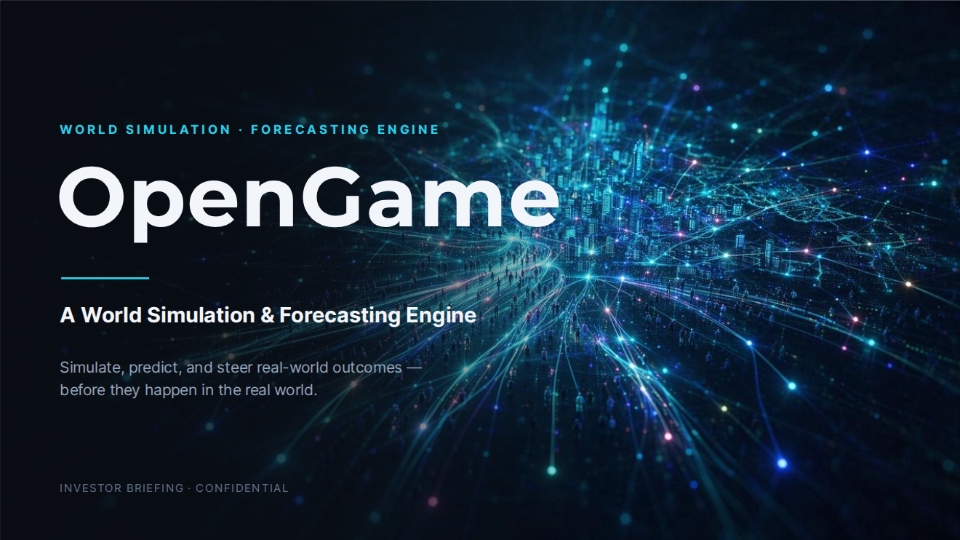 WORLD SIMULATION · FORECASTING ENGINE
OpenGame
A World Simulation & Forecasting Engine
Simulate, predict, and steer real-world outcomes —
before they happen in the real world.
INVESTOR BRIEFING · CONFIDENTIAL